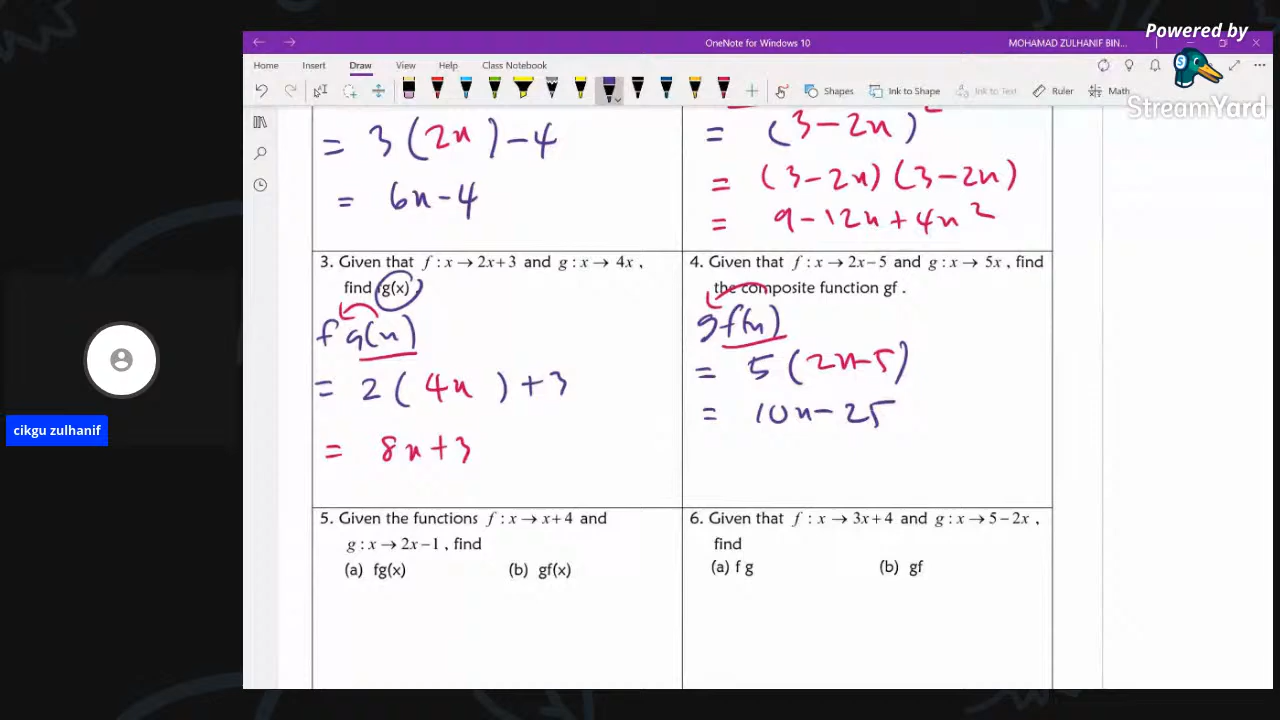 Powered by
StreamYard
OneNote for Windows 10
MOHAMAD ZULHANIF BIN...
Home Insert Draw View Help Class Notebook
Shapes Ink to Shape Ink to Text Ruler Math
= 3(2x)-4
= 6x-4
= (3-2x)²
= (3-2x)(3-2x)
= 9-12x+4x²
3. Given that f : x → 2x+3 and g : x → 4x ,
find fg(x) .
fg(x)
= 2(4x)+3
= 8x+3
4. Given that f : x → 2x−5 and g : x → 5x , find
the composite function gf .
gf(x)
= 5(2x-5)
= 10x-25
5. Given the functions f : x → x+4 and
g : x → 2x−1 , find
(a) fg(x) (b) gf(x)
6. Given that f : x → 3x+4 and g : x → 5−2x ,
find
(a) f g (b) gf
cikgu zulhanif